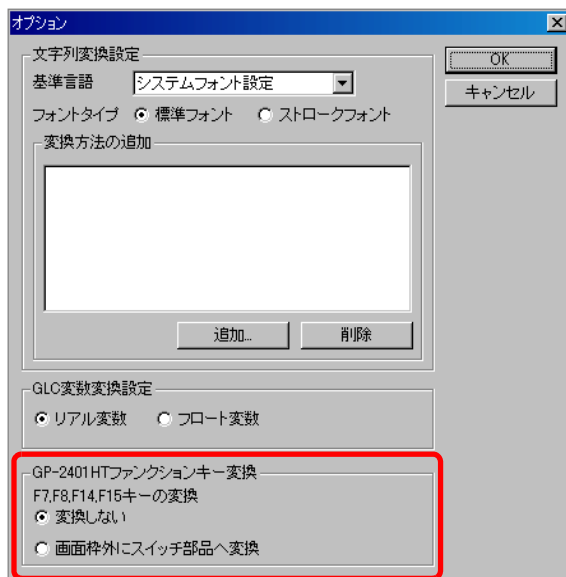 オプション
文字列変換設定
OK
基準言語 システムフォント設定
キャンセル
フォントタイプ 標準フォント ストロークフォント
変換方法の追加
追加... 削除
GLC変数変換設定
リアル変数 フロート変数
GP-2401HTファンクションキー変換
F7,F8,F14,F15キーの変換
変換しない
画面枠外にスイッチ部品へ変換